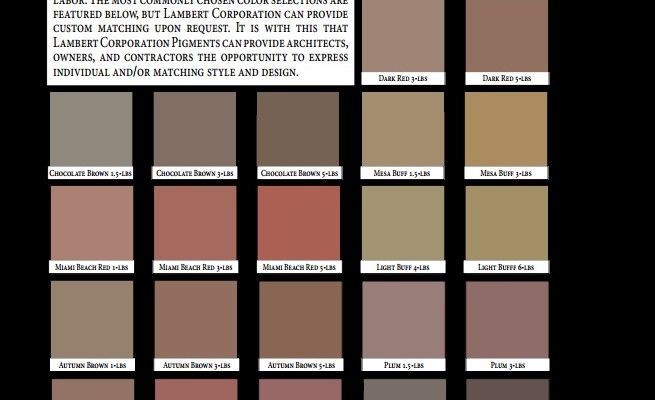 LABOR. THE MOST COMMONLY CHOSEN COLOR SELECTIONS ARE
FEATURED BELOW, BUT LAMBERT CORPORATION CAN PROVIDE
CUSTOM MATCHING UPON REQUEST. IT IS WITH THIS THAT
LAMBERT CORPORATION PIGMENTS CAN PROVIDE ARCHITECTS,
OWNERS, AND CONTRACTORS THE OPPORTUNITY TO EXPRESS
INDIVIDUAL AND/OR MATCHING STYLE AND DESIGN.
DARK RED 3•LBS
DARK RED 5•LBS
CHOCOLATE BROWN 1.5•LBS
CHOCOLATE BROWN 3•LBS
CHOCOLATE BROWN 5•LBS
MESA BUFF 1.5•LBS
MESA BUFF 3•LBS
MIAMI BEACH RED 1•LBS
MIAMI BEACH RED 3•LBS
MIAMI BEACH RED 5•LBS
LIGHT BUFF 4•LBS
LIGHT BUFFF 6•LBS
AUTUMN BROWN 1•LBS
AUTUMN BROWN 3•LBS
AUTUMN BROWN 5•LBS
PLUM 1.5•LBS
PLUM 3•LBS